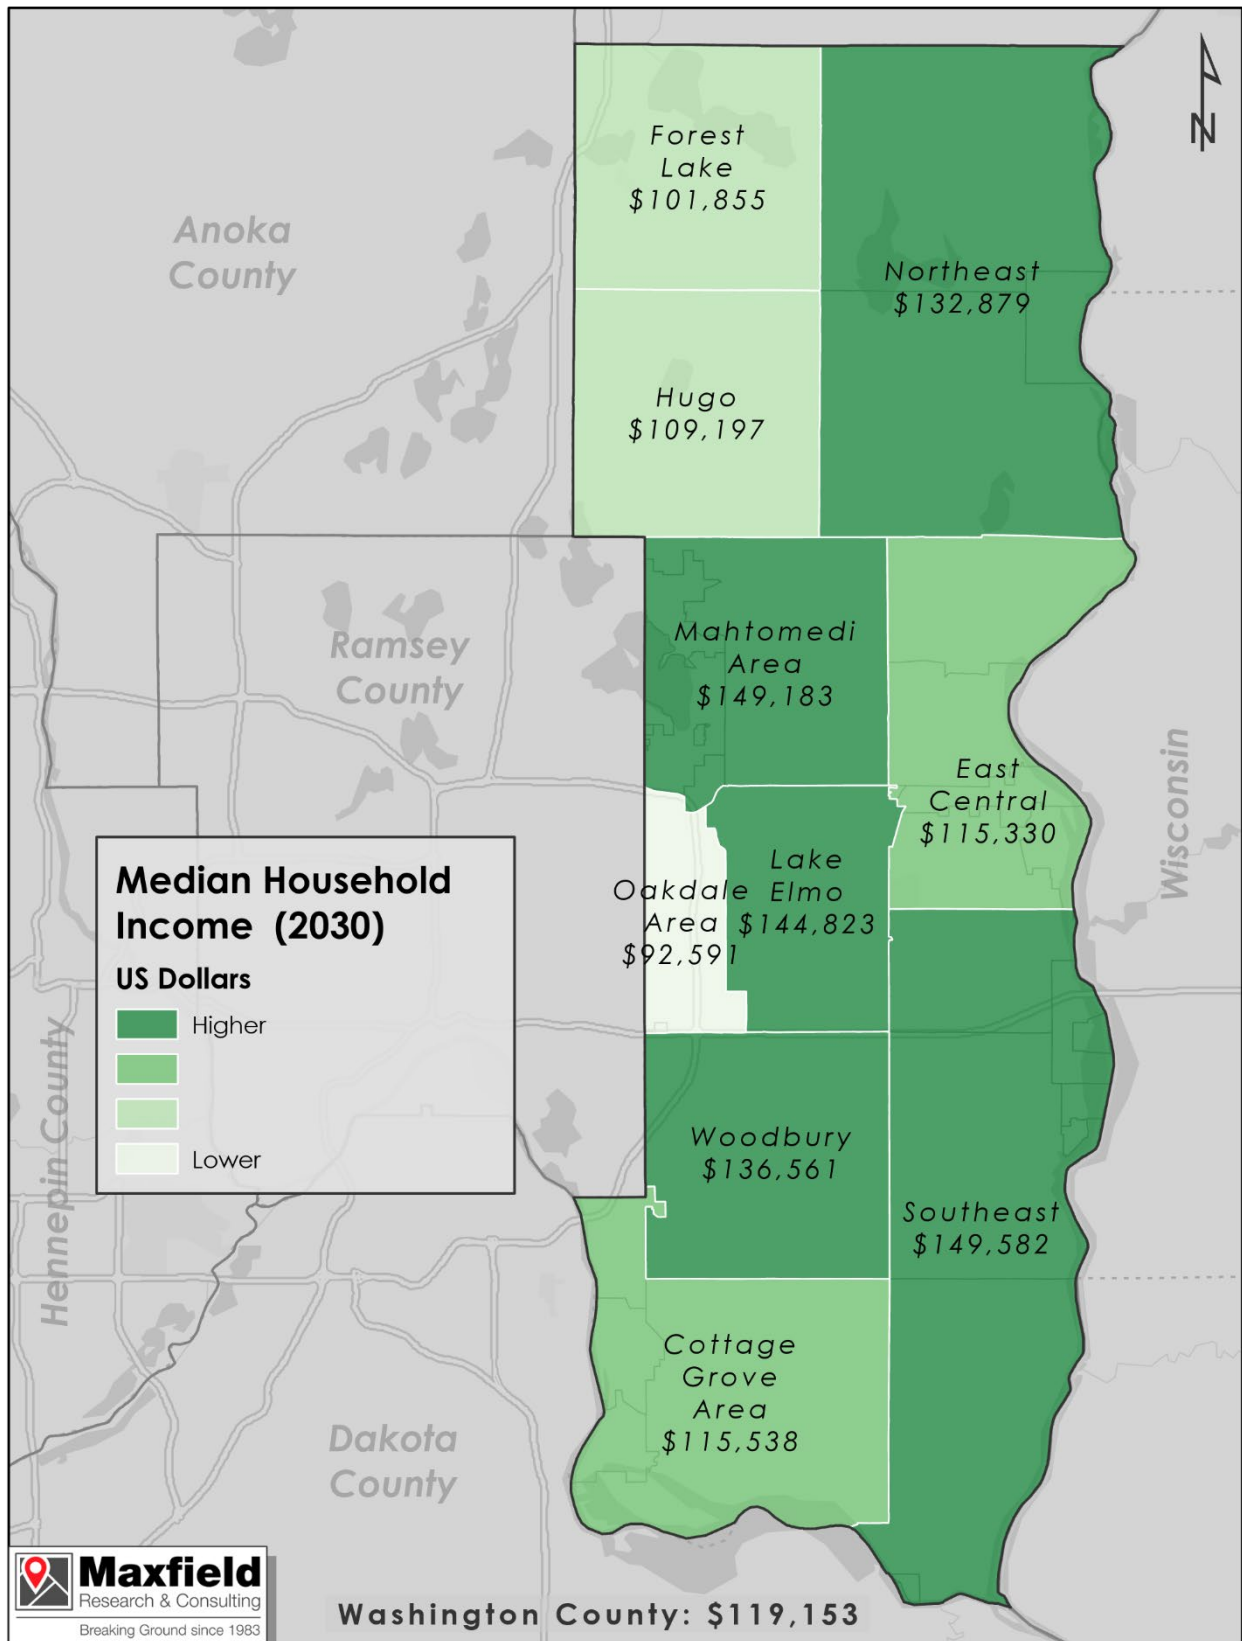 Forest
Lake
$101,855
Northeast
$132,879
Anoka
County
Hugo
$109,197
N
Ramsey
County
Mahtomedi
Area
$149,183
East
Central
$115,330
Wisconsin
Lake
Elmo
$144,823
Oakdale
Area
$92,591
Median Household
Income (2030)
US Dollars
Higher
Lower
Hennepin County
Woodbury
$136,561
Southeast
$149,582
Cottage
Grove
Area
$115,538
Dakota
County
Maxfield
Research & Consulting
Breaking Ground since 1983
Washington County: $119,153